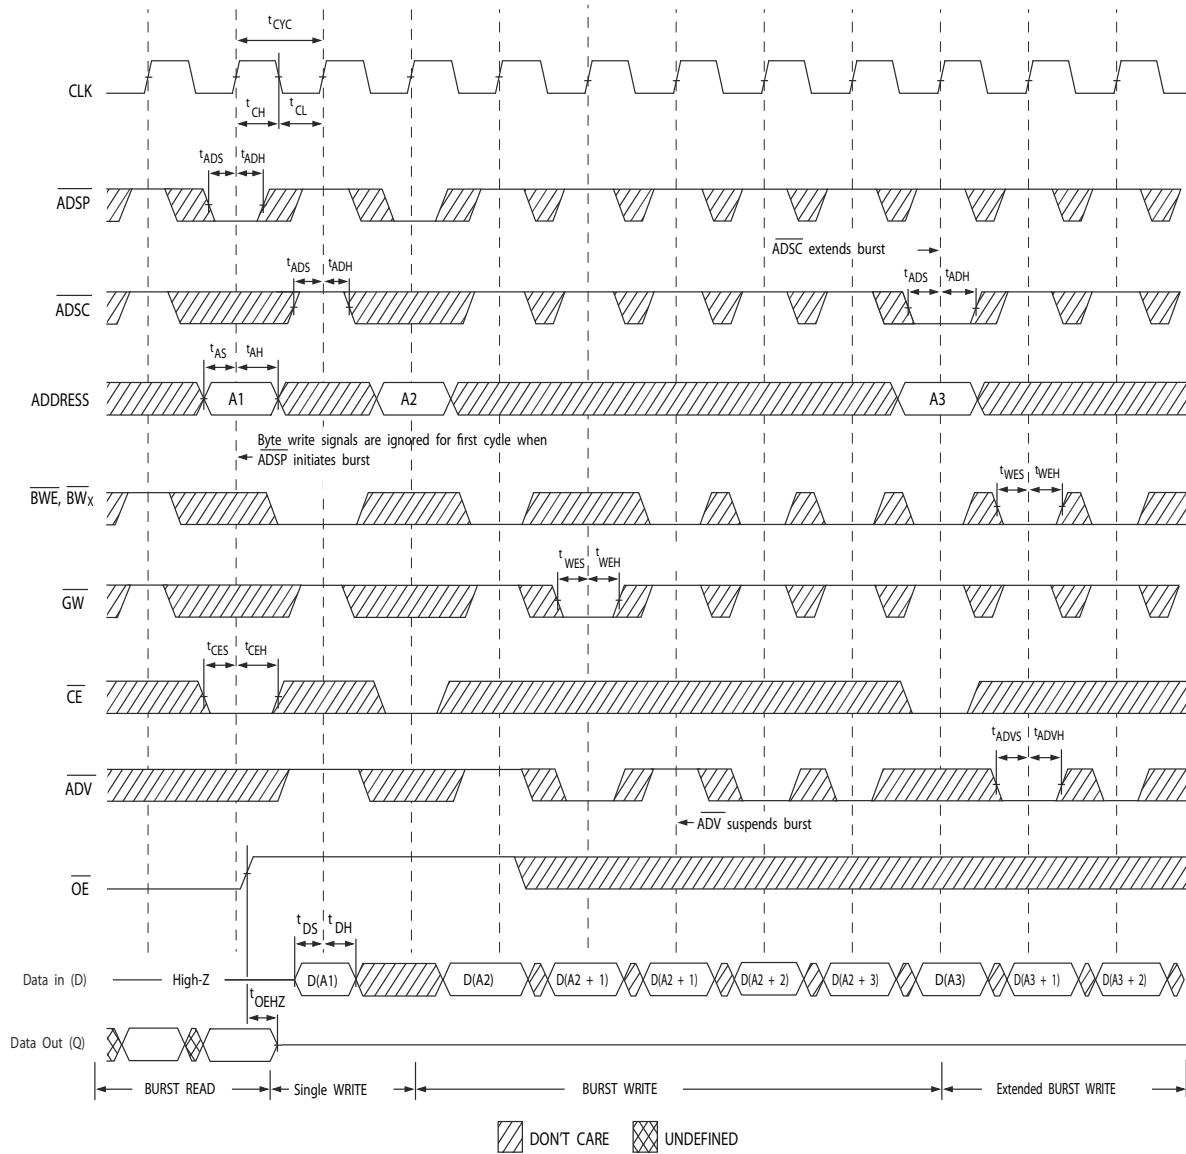 tCYC
CLK
tCH
tCL
tADS tADH
ADSP
ADSC extends burst
tADS tADH
tADS tADH
ADSC
tAS tAH
ADDRESS
A1
A2
A3
Byte write signals are ignored for first cycle when
ADSP initiates burst
BWE, BWX
tWES tWEH
tWES tWEH
GW
tCES tCEH
CE
tADVS tADVH
ADV
ADV suspends burst
OE
tDS tDH
Data in (D)
High-Z
D(A1)
D(A2)
D(A2 + 1)
D(A2 + 1)
D(A2 + 2)
D(A2 + 3)
D(A3)
D(A3 + 1)
D(A3 + 2)
tOEHZ
Data Out (Q)
BURST READ
Single WRITE
BURST WRITE
Extended BURST WRITE
DON'T CARE
UNDEFINED